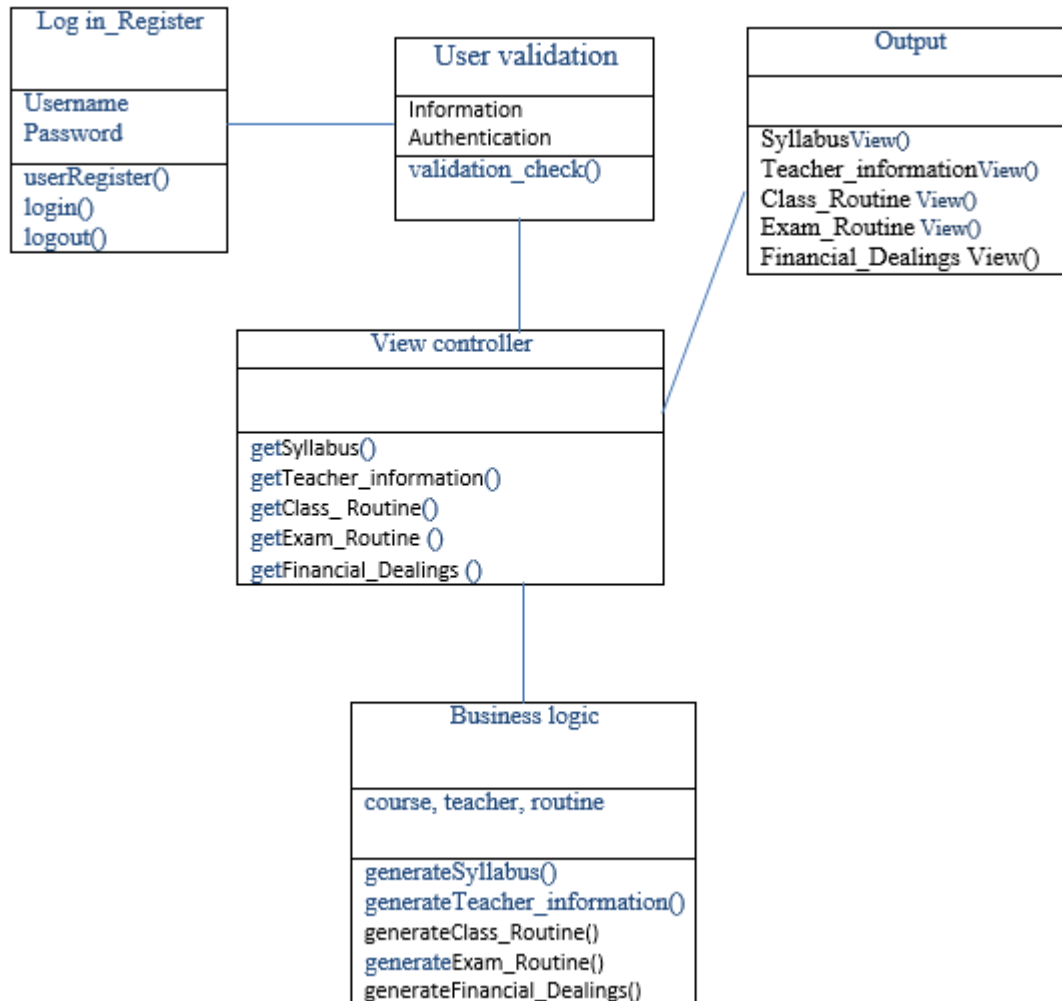 Log in_Register
Username
Password
userRegister()
login()
logout()
User validation
Information
Authentication
validation_check()
Output
SyllabusView()
Teacher_informationView()
Class_Routine View()
Exam_Routine View()
Financial_Dealings View()
View controller
getSyllabus()
getTeacher_information()
getClass_ Routine()
getExam_Routine ()
getFinancial_Dealings ()
Business logic
course, teacher, routine
generateSyllabus()
generateTeacher_information()
generateClass_Routine()
generateExam_Routine()
generateFinancial_Dealings()